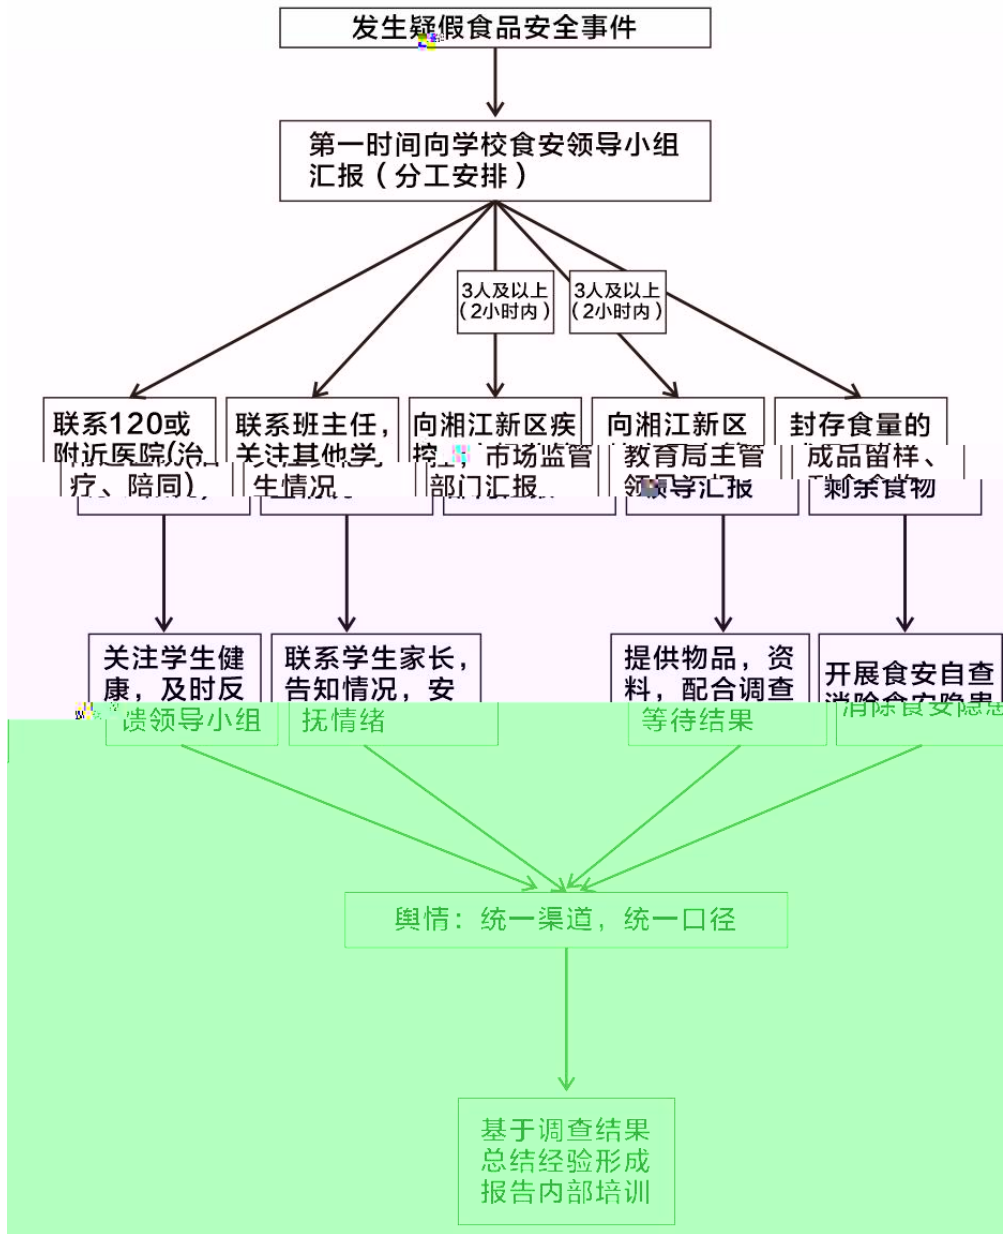 发生疑假食品安全事件
第一时间向学校食安领导小组
汇报（分工安排）
3人及以上
（2小时内）
3人及以上
（2小时内）
联系120或
附近医院(治
疗、陪同)
联系班主任，
关注其他学
生情况。
向湘江新区疾
控，市场监管
部门汇报
向湘江新区
教育局主管
领导汇报
封存食量的
成品留样、
剩余食物
关注学生健
康，及时反
馈领导小组
联系学生家长，
告知情况，安
抚情绪
提供物品，资
料，配合调查
等待结果
开展食安自查
消除食安隐患
舆情：统一渠道，统一口径
基于调查结果
总结经验形成
报告内部培训